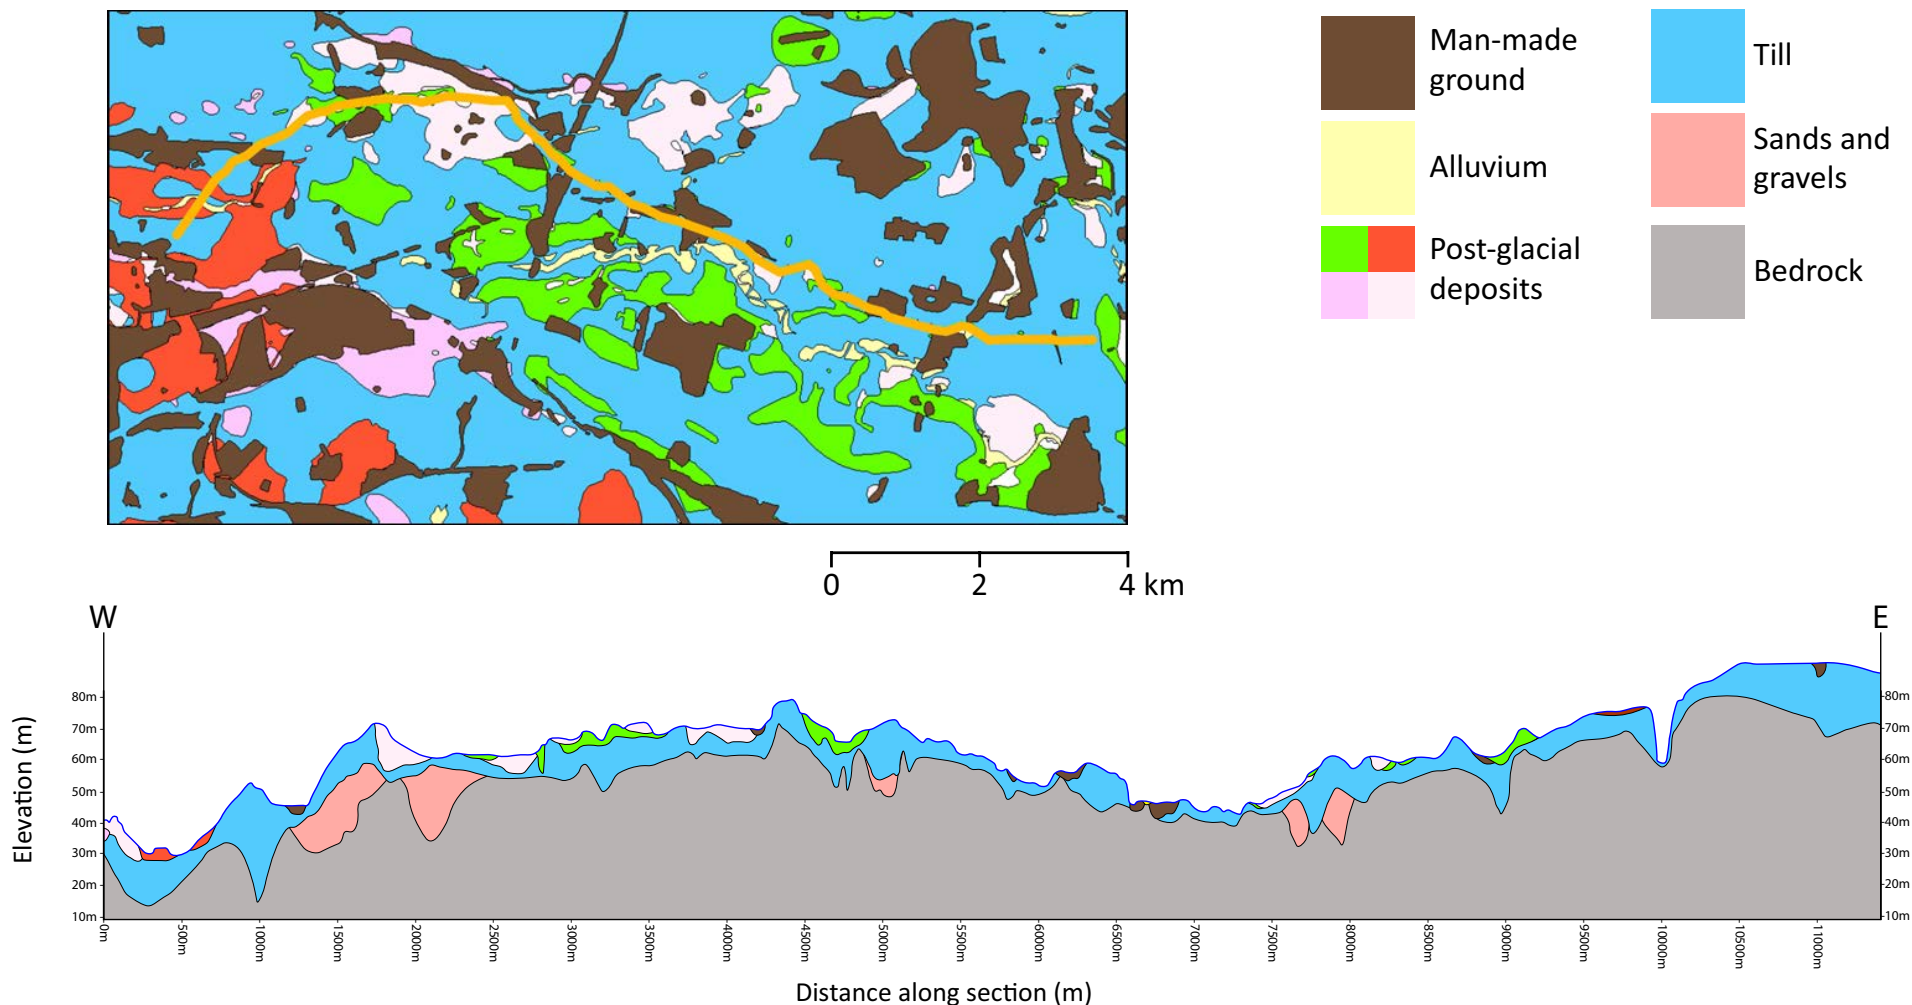 Man-made
ground
Till
Alluvium
Sands and
gravels
Post-glacial
deposits
Bedrock
0 2 4 km
W E
Elevation (m)
80m
70m
60m
50m
40m
30m
20m
10m
80m
70m
60m
50m
40m
30m
20m
10m
0m 500m 1000m 1500m 2000m 2500m 3000m 3500m 4000m 4500m 5000m 5500m 6000m 6500m 7000m 7500m 8000m 8500m 9000m 9500m 10000m 10500m 11000m
Distance along section (m)